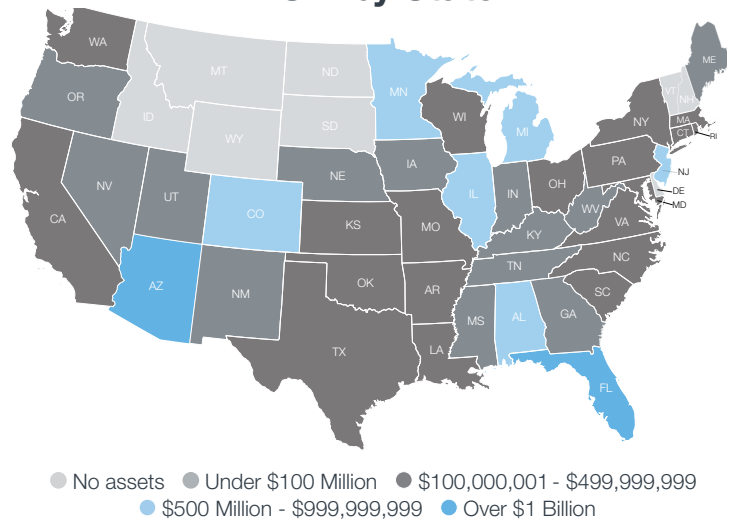 WA
MT
ND
MN
ME
OR
ID
VT
NH
SD
WI
MI
NY
MA
CT
RI
WY
IA
PA
NJ
NV
UT
NE
IL
IN
OH
DE
MD
CA
CO
KS
MO
WV
VA
KY
NC
AZ
NM
OK
AR
TN
SC
MS
AL
GA
TX
LA
FL
No assets Under $100 Million $100,000,001 - $499,999,999
$500 Million - $999,999,999 Over $1 Billion